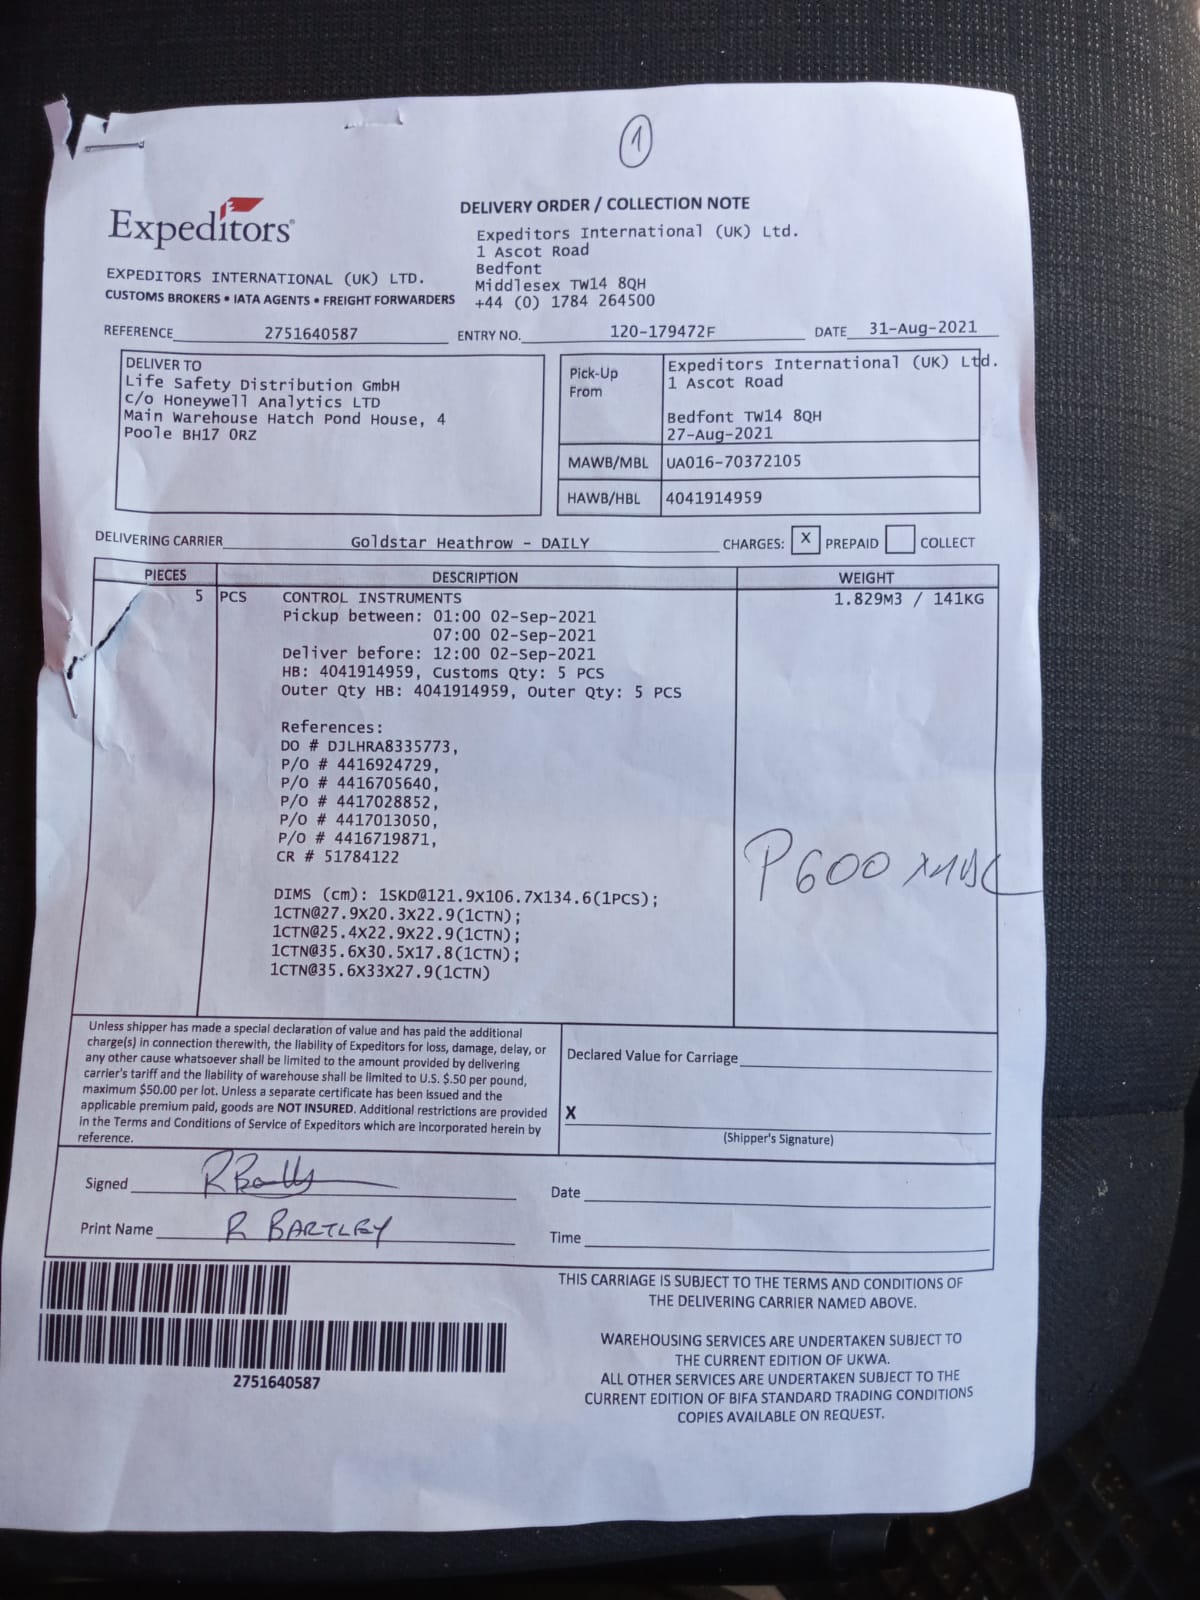 1
Expeditors®
EXPEDITORS INTERNATIONAL (UK) LTD.
CUSTOMS BROKERS • IATA AGENTS • FREIGHT FORWARDERS
DELIVERY ORDER / COLLECTION NOTE
Expeditors International (UK) Ltd.
1 Ascot Road
Bedfont
Middlesex TW14 8QH
+44 (0) 1784 264500
REFERENCE 2751640587 ENTRY NO. 120-179472F DATE 31-Aug-2021
DELIVER TO
Life Safety Distribution GmbH
c/o Honeywell Analytics LTD
Main Warehouse Hatch Pond House, 4
Poole BH17 0RZ
Pick-Up From
Expeditors International (UK) Ltd.
1 Ascot Road
Bedfont TW14 8QH
27-Aug-2021
MAWB/MBL UA016-70372105
HAWB/HBL 4041914959
DELIVERING CARRIER Goldstar Heathrow - DAILY CHARGES: X PREPAID COLLECT
PIECES DESCRIPTION WEIGHT
5 PCS CONTROL INSTRUMENTS 1.829M3 / 141KG
Pickup between: 01:00 02-Sep-2021
07:00 02-Sep-2021
Deliver before: 12:00 02-Sep-2021
HB: 4041914959, Customs Qty: 5 PCS
Outer Qty HB: 4041914959, Outer Qty: 5 PCS
References:
DO # DJLHRA8335773,
P/O # 4416924729,
P/O # 4416705640,
P/O # 4417028852,
P/O # 4417013050,
P/O # 4416719871,
CR # 51784122
P600
DIMS (cm): 1SKD@121.9X106.7X134.6(1PCS);
1CTN@27.9X20.3X22.9(1CTN);
1CTN@25.4X22.9X22.9(1CTN);
1CTN@35.6X30.5X17.8(1CTN);
1CTN@35.6X33X27.9(1CTN)
Unless shipper has made a special declaration of value and has paid the additional
charge(s) in connection therewith, the liability of Expeditors for loss, damage, delay, or
any other cause whatsoever shall be limited to the amount provided by delivering
carrier's tariff and the liability of warehouse shall be limited to U.S. $.50 per pound,
maximum $50.00 per lot. Unless a separate certificate has been issued and the
applicable premium paid, goods are NOT INSURED. Additional restrictions are provided
in the Terms and Conditions of Service of Expeditors which are incorporated herein by
reference.
Declared Value for Carriage
X
(Shipper's Signature)
Signed
Print Name R BARTLEY
Date
Time
2751640587
THIS CARRIAGE IS SUBJECT TO THE TERMS AND CONDITIONS OF
THE DELIVERING CARRIER NAMED ABOVE.
WAREHOUSING SERVICES ARE UNDERTAKEN SUBJECT TO
THE CURRENT EDITION OF UKWA.
ALL OTHER SERVICES ARE UNDERTAKEN SUBJECT TO THE
CURRENT EDITION OF BIFA STANDARD TRADING CONDITIONS
COPIES AVAILABLE ON REQUEST.